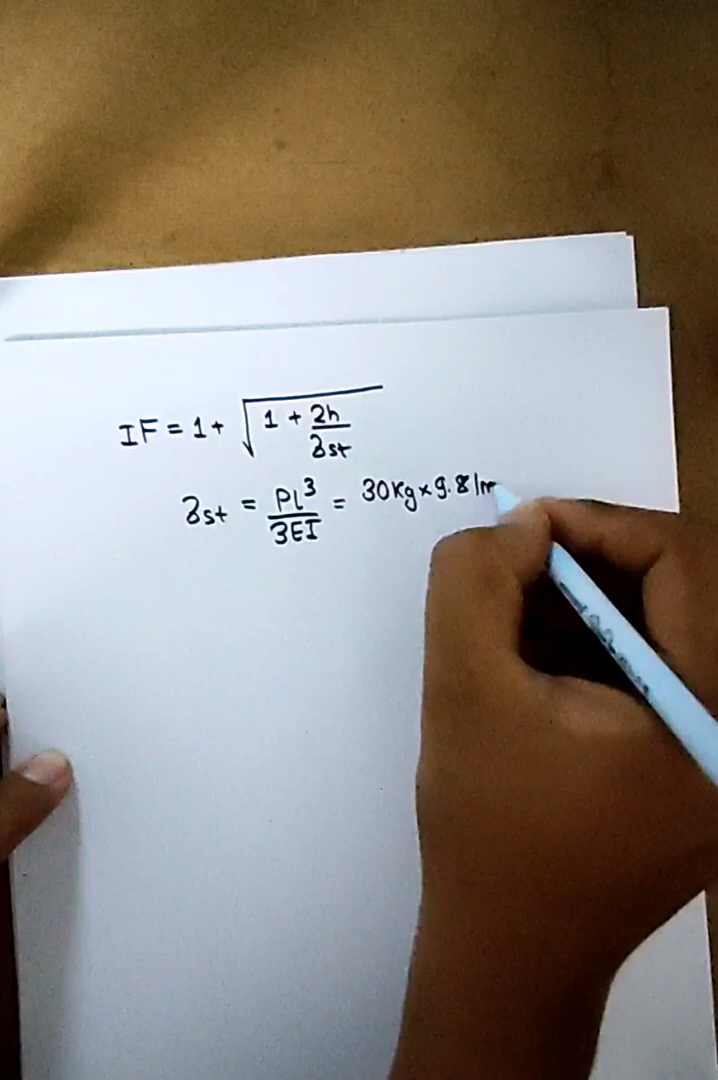 IF = 1 + √(1 + 2h/δst)
δst = Pl³/3EI = 30Kg × 9.81m